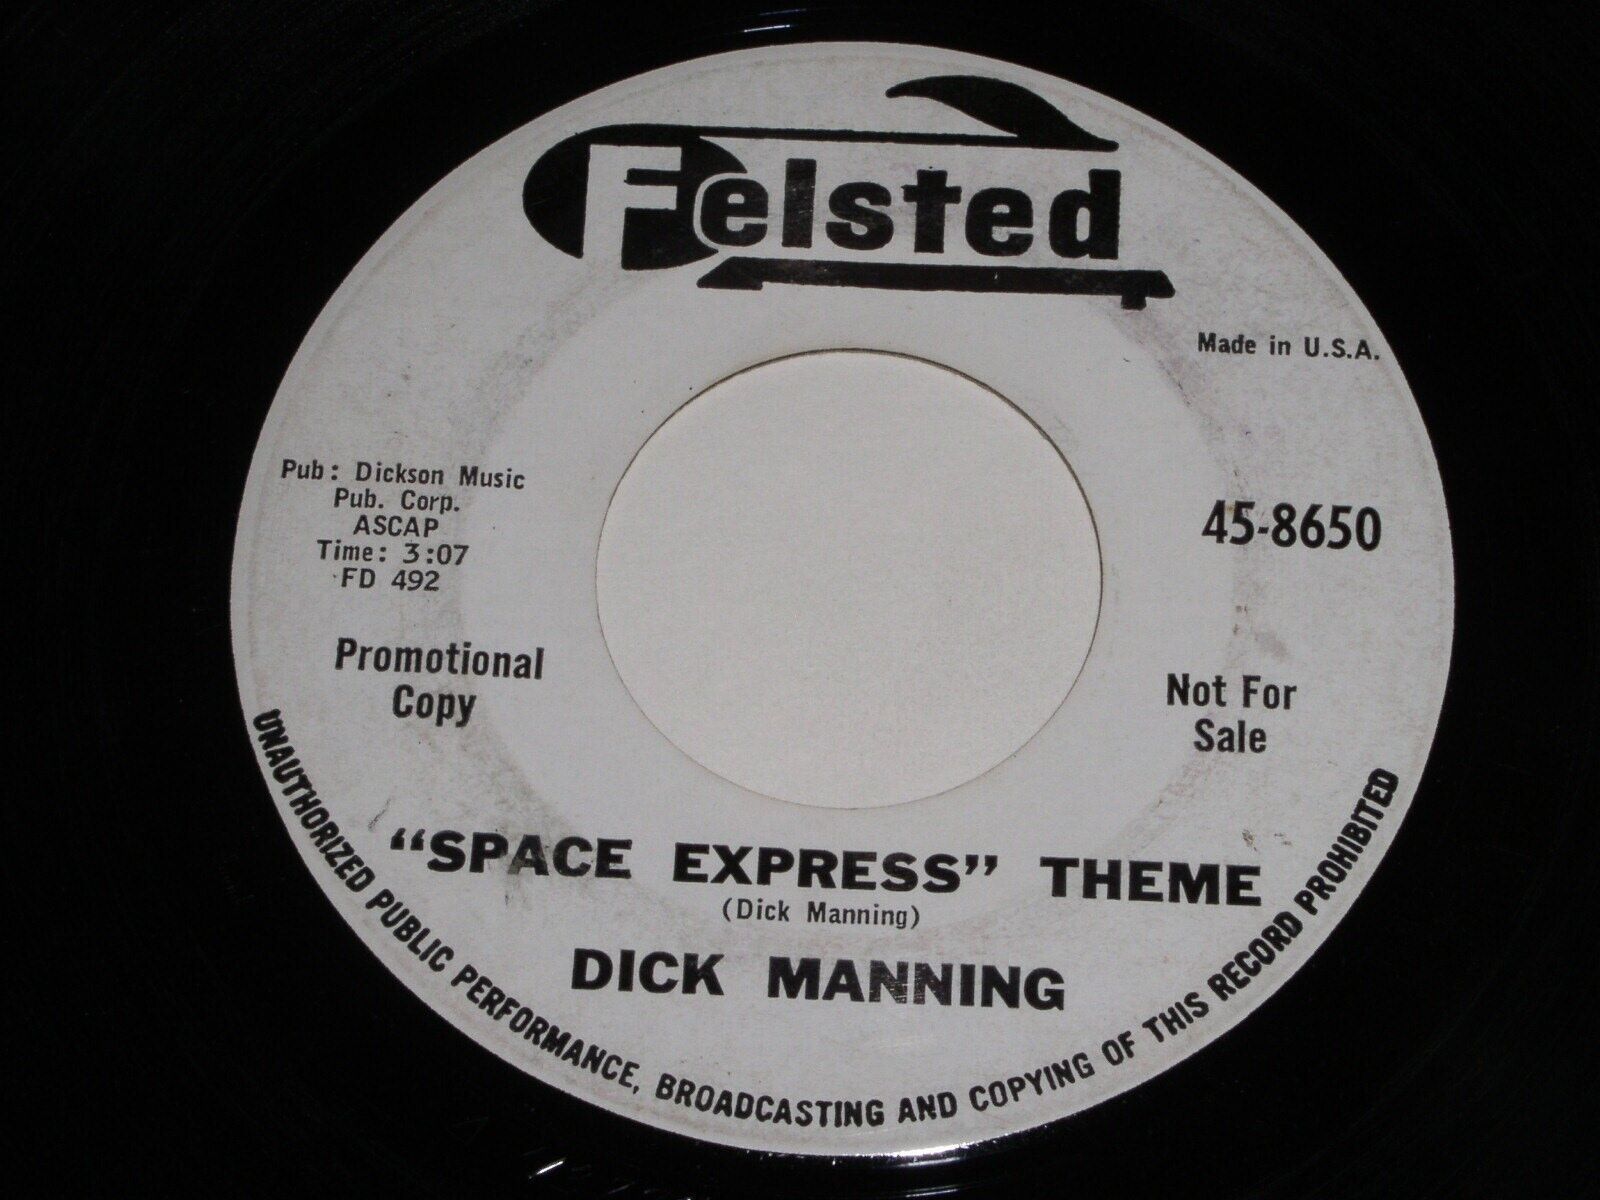 Felsted
Made in U.S.A.
Pub: Dickson Music
Pub. Corp.
ASCAP
Time: 3:07
FD 492
45-8650
Promotional
Copy
Not For
Sale
"SPACE EXPRESS" THEME
(Dick Manning)
DICK MANNING
UNAUTHORIZED PUBLIC PERFORMANCE, BROADCASTING AND COPYING OF THIS RECORD PROHIBITED